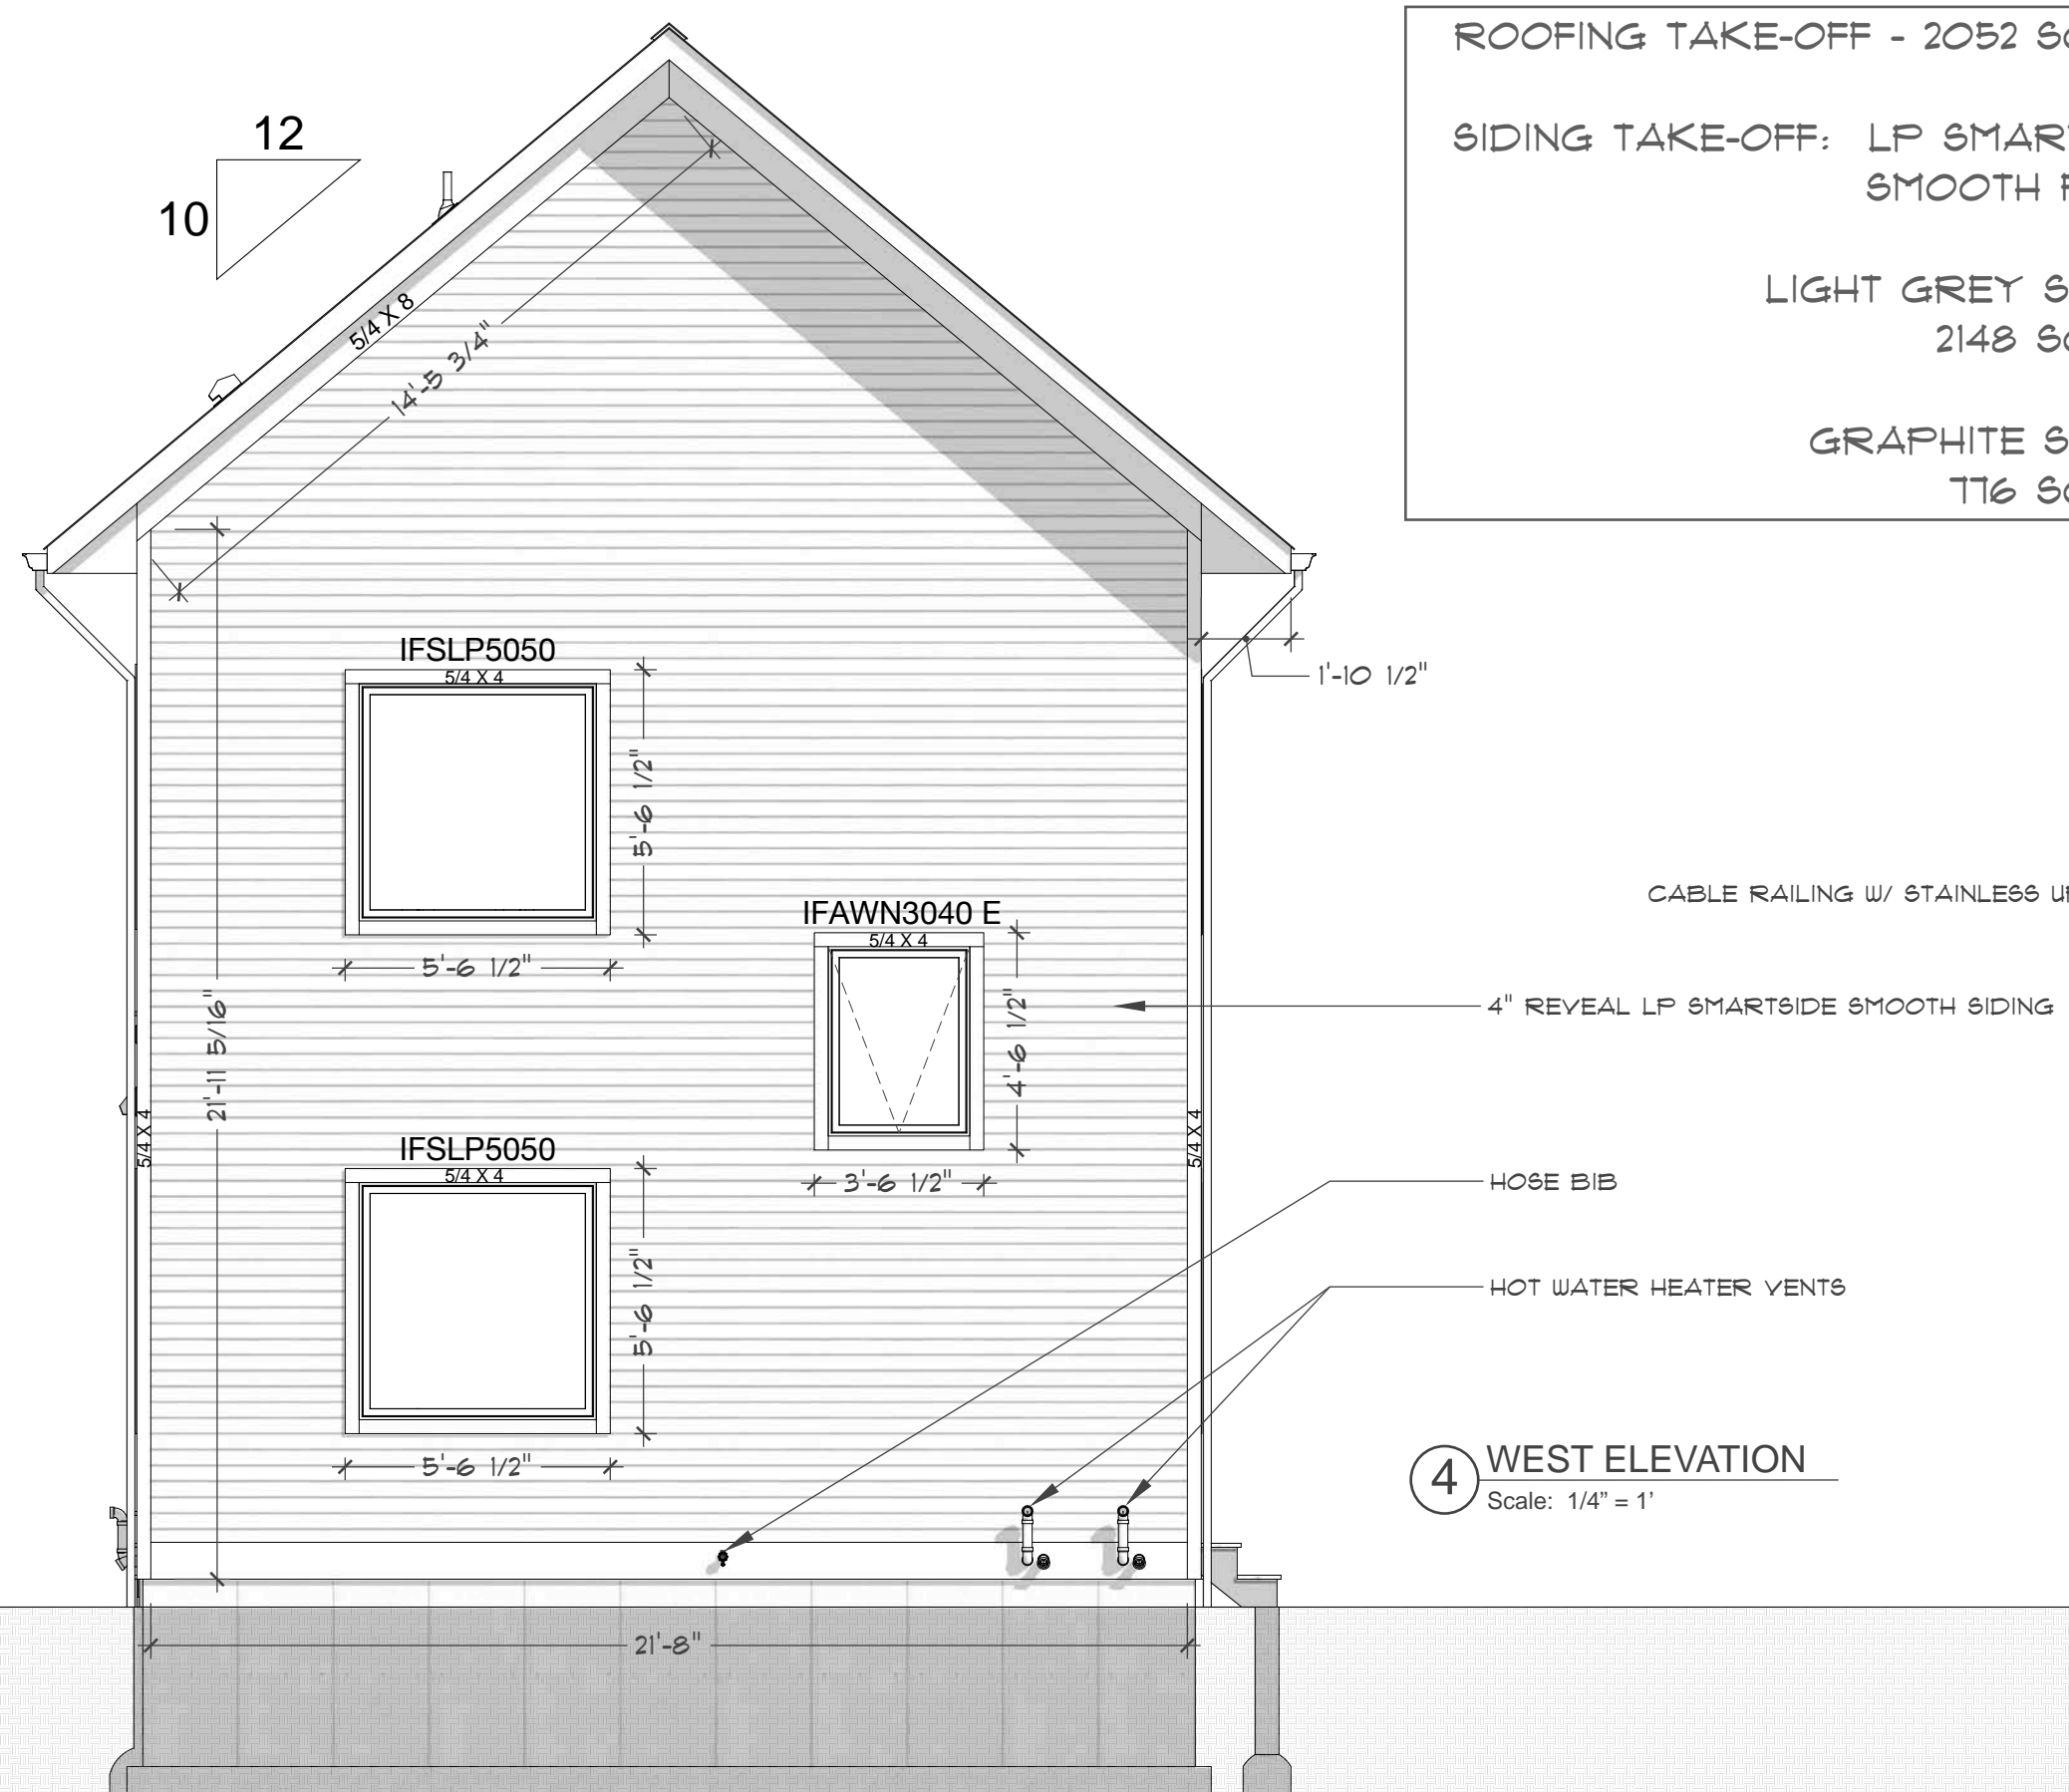 ROOFING TAKE-OFF - 2052 S
SIDING TAKE-OFF: LP SMAR
SMOOTH
LIGHT GREY S
2148 S
GRAPHITE S
776 S
12
10
5/4 X 8
14'-5 3/4"
IFSLP5050
5/4 X 4
5'-6 1/2"
5'-6 1/2"
1'-10 1/2"
CABLE RAILING W/ STAINLESS
IFAWN3040 E
5/4 X 4
4'-6 1/2"
3'-6 1/2"
4" REVEAL LP SMARTSIDE SMOOTH SIDING
21'-11 5/16"
5/4 X 4
5/4 X 4
IFSLP5050
5/4 X 4
5'-6 1/2"
5'-6 1/2"
HOSE BIB
HOT WATER HEATER VENTS
4 WEST ELEVATION
Scale: 1/4” = 1’
21'-8"